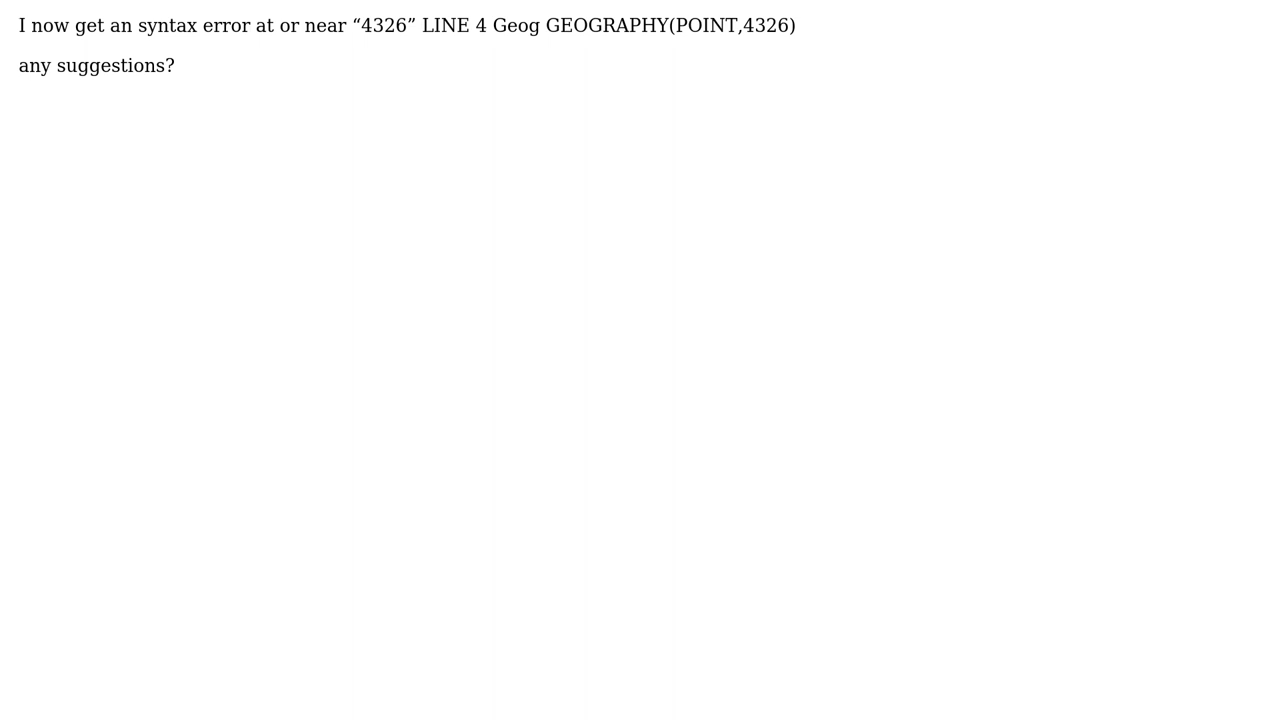 I now get an syntax error at or near “4326” LINE 4 Geog GEOGRAPHY(POINT,4326)
any suggestions?